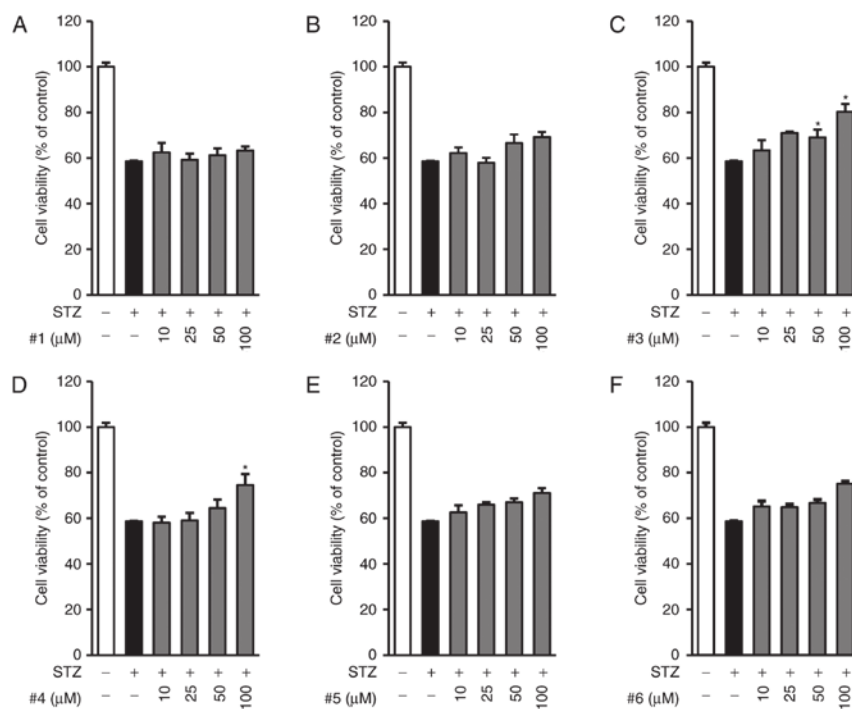 A
B
C
120
100
80
60
40
20
0
Cell viability (% of control)
STZ − + + + + +
#1 (μM) − − 10 25 50 100
120
100
80
60
40
20
0
Cell viability (% of control)
STZ − + + + + +
#2 (μM) − − 10 25 50 100
120
100
80
60
40
20
0
Cell viability (% of control)
* *
STZ − + + + + +
#3 (μM) − − 10 25 50 100
D
E
F
120
100
80
60
40
20
0
Cell viability (% of control)
*
STZ − + + + + +
#4 (μM) − − 10 25 50 100
120
100
80
60
40
20
0
Cell viability (% of control)
STZ − + + + + +
#5 (μM) − − 10 25 50 100
120
100
80
60
40
20
0
Cell viability (% of control)
STZ − + + + + +
#6 (μM) − − 10 25 50 100